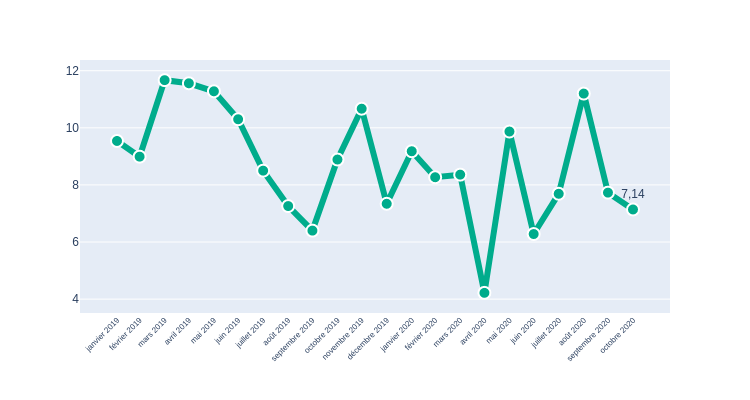 12
10
8
6
4
7,14
janvier 2019
février 2019
mars 2019
avril 2019
mai 2019
juin 2019
juillet 2019
août 2019
septembre 2019
octobre 2019
novembre 2019
décembre 2019
janvier 2020
février 2020
mars 2020
avril 2020
mai 2020
juin 2020
juillet 2020
août 2020
septembre 2020
octobre 2020